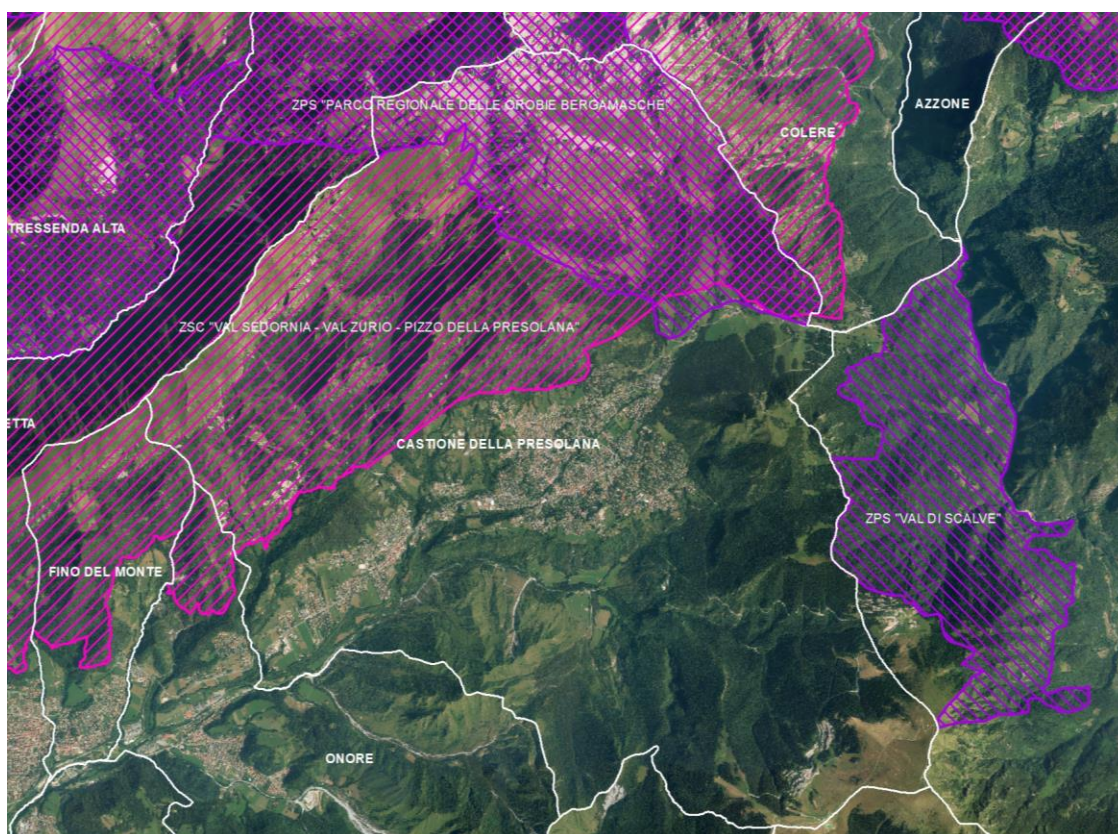 AZZONE
ZPS "PARCO REGIONALE DELLE OROBIE BERGAMASCHE"
COLERE
TRESSENDA ALTA
ZSC "VAL SEDORNIA - VAL ZURIO - PIZZO DELLA PRESOLANA"
ETTA
CASTIONE DELLA PRESOLANA
ZPS "VAL DI SCALVE"
FINO DEL MONTE
ONORE